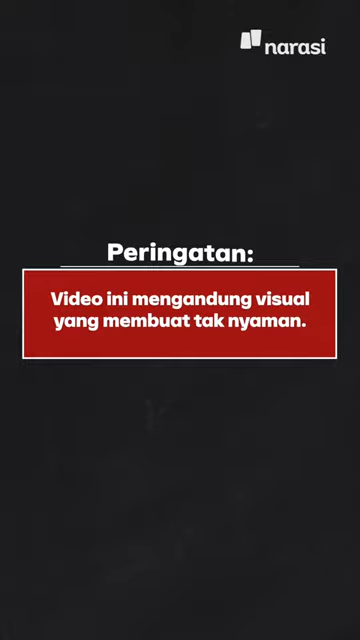 narasi
Peringatan:
Video ini mengandung visual
yang membuat tak nyaman.